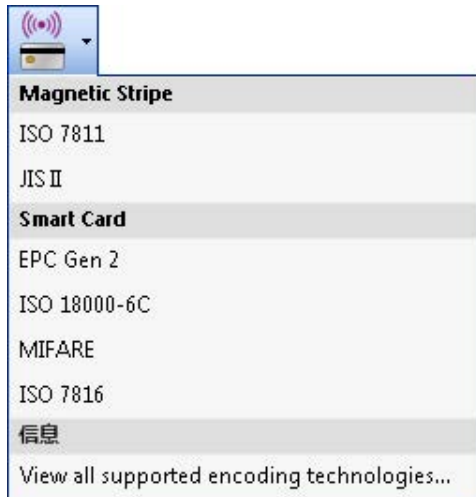 Magnetic Stripe
ISO 7811
JIS II
Smart Card
EPC Gen 2
ISO 18000-6C
MIFARE
ISO 7816
信息
View all supported encoding technologies...